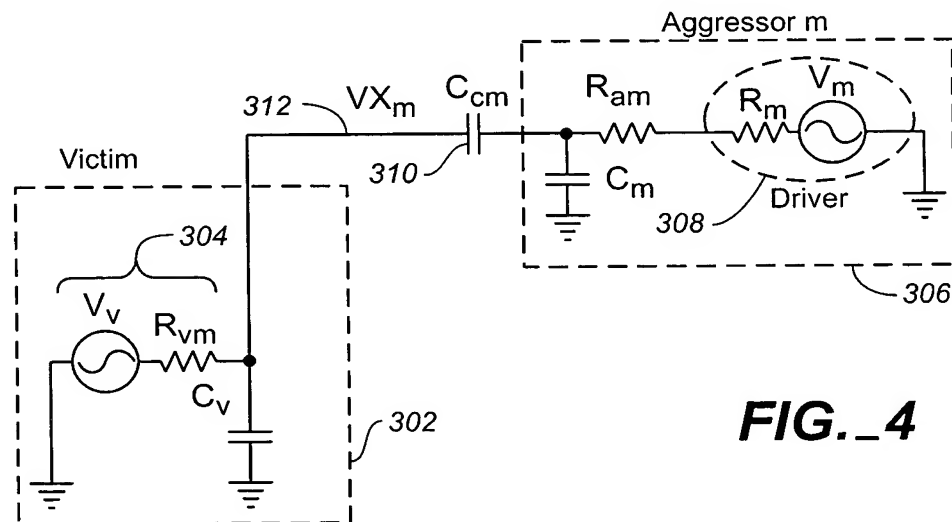 Aggressor m
312
VXm
Ccm
Ram
Vm
Rm
310
Cm
Driver
308
306
Victim
304
Vv
Rvm
Cv
302
FIG._4